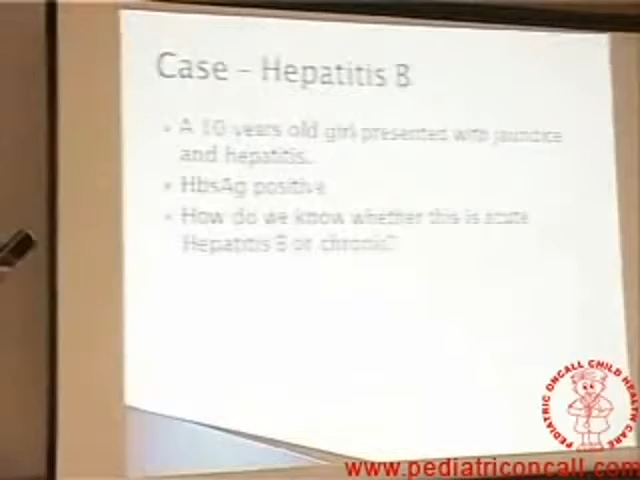 Case - Hepatitis B
A 10 years old girl presented with jaundice
and hepatitis.
HbsAg positive
How do we know whether this is acute
Hepatitis B or chronic?
PEDIATRIC ONCALL CHILD HEALTH CARE
www.pediatriconcall.com